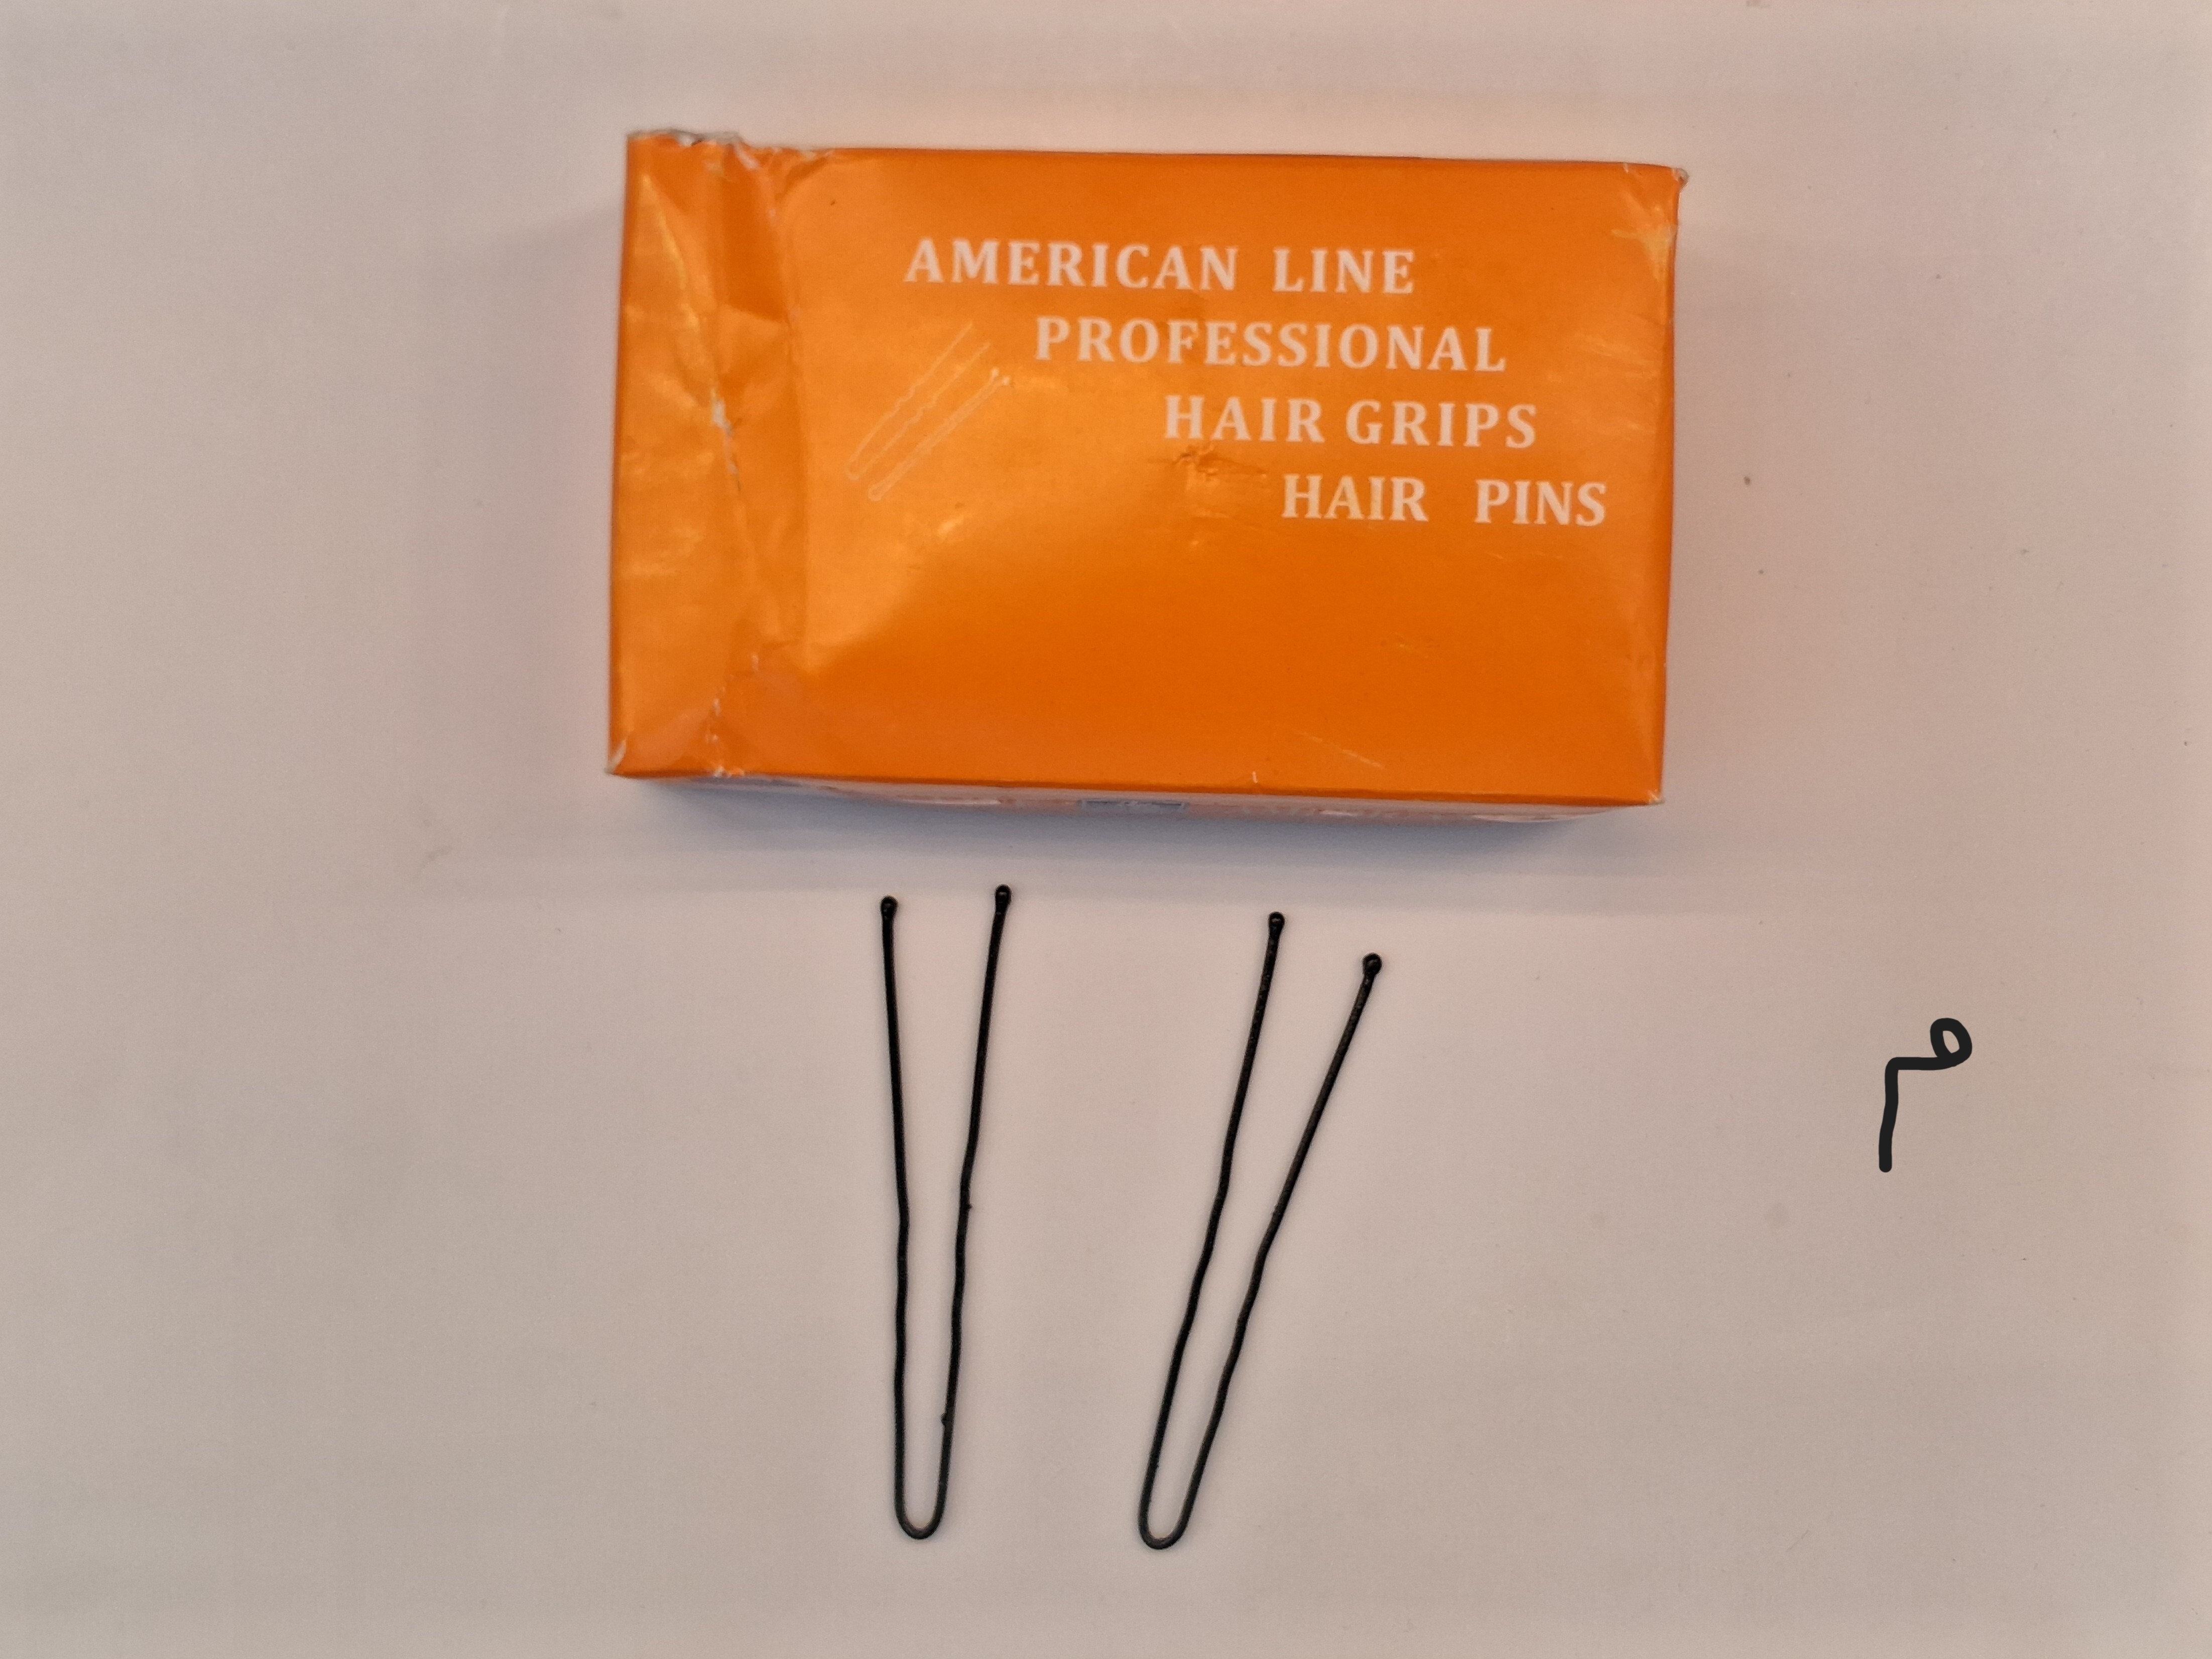 AMERICAN LINE
PROFESSIONAL
HAIR GRIPS
HAIR PINS
م